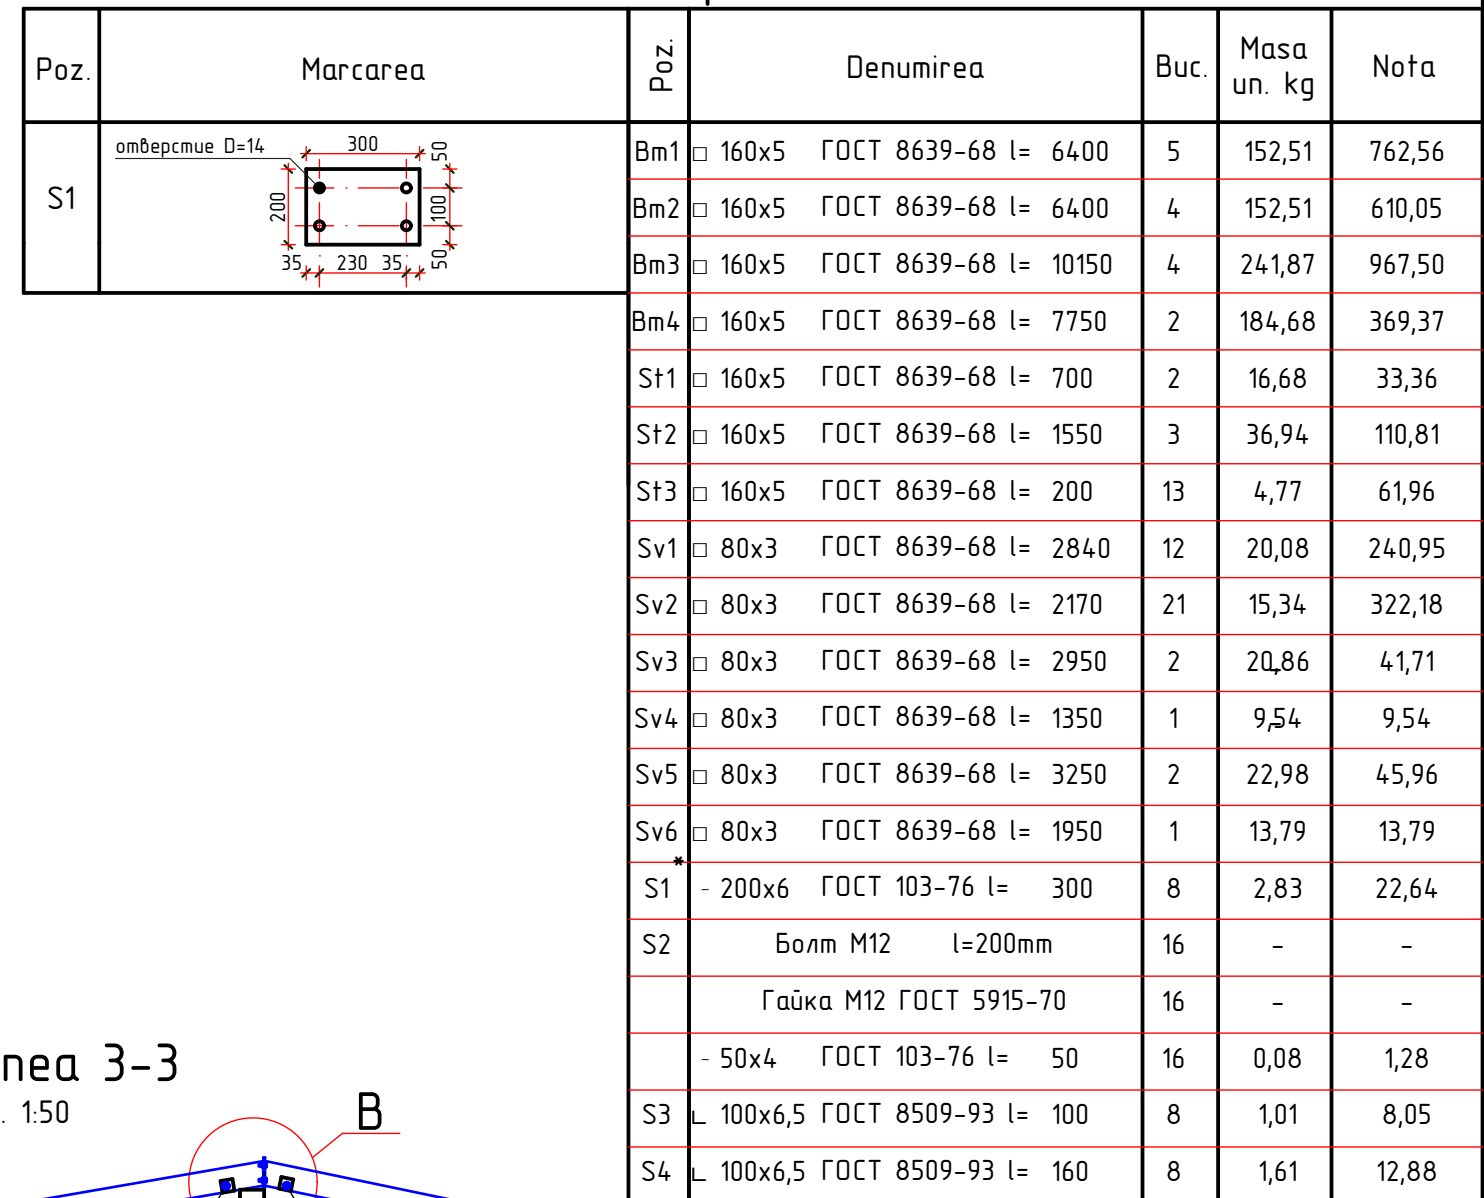 Poz. Marcarea Poz. Denumirea Buc. Masa un. kg Nota
S1
отверстие D=14
300
50
200
100
35 230 35
50
Bm1 □ 160x5 ГОСТ 8639-68 l= 6400 5 152,51 762,56
Bm2 □ 160x5 ГОСТ 8639-68 l= 6400 4 152,51 610,05
Bm3 □ 160x5 ГОСТ 8639-68 l= 10150 4 241,87 967,50
Bm4 □ 160x5 ГОСТ 8639-68 l= 7750 2 184,68 369,37
St1 □ 160x5 ГОСТ 8639-68 l= 700 2 16,68 33,36
St2 □ 160x5 ГОСТ 8639-68 l= 1550 3 36,94 110,81
St3 □ 160x5 ГОСТ 8639-68 l= 200 13 4,77 61,96
Sv1 □ 80x3 ГОСТ 8639-68 l= 2840 12 20,08 240,95
Sv2 □ 80x3 ГОСТ 8639-68 l= 2170 21 15,34 322,18
Sv3 □ 80x3 ГОСТ 8639-68 l= 2950 2 20,86 41,71
Sv4 □ 80x3 ГОСТ 8639-68 l= 1350 1 9,54 9,54
Sv5 □ 80x3 ГОСТ 8639-68 l= 3250 2 22,98 45,96
Sv6 □ 80x3 ГОСТ 8639-68 l= 1950 1 13,79 13,79
S1* - 200x6 ГОСТ 103-76 l= 300 8 2,83 22,64
S2 Болт М12 l=200mm 16 - -
Гайка М12 ГОСТ 5915-70 16 - -
- 50x4 ГОСТ 103-76 l= 50 16 0,08 1,28
S3 ∟ 100x6,5 ГОСТ 8509-93 l= 100 8 1,01 8,05
S4 ∟ 100x6,5 ГОСТ 8509-93 l= 160 8 1,61 12,88
nea 3-3
. 1:50
B